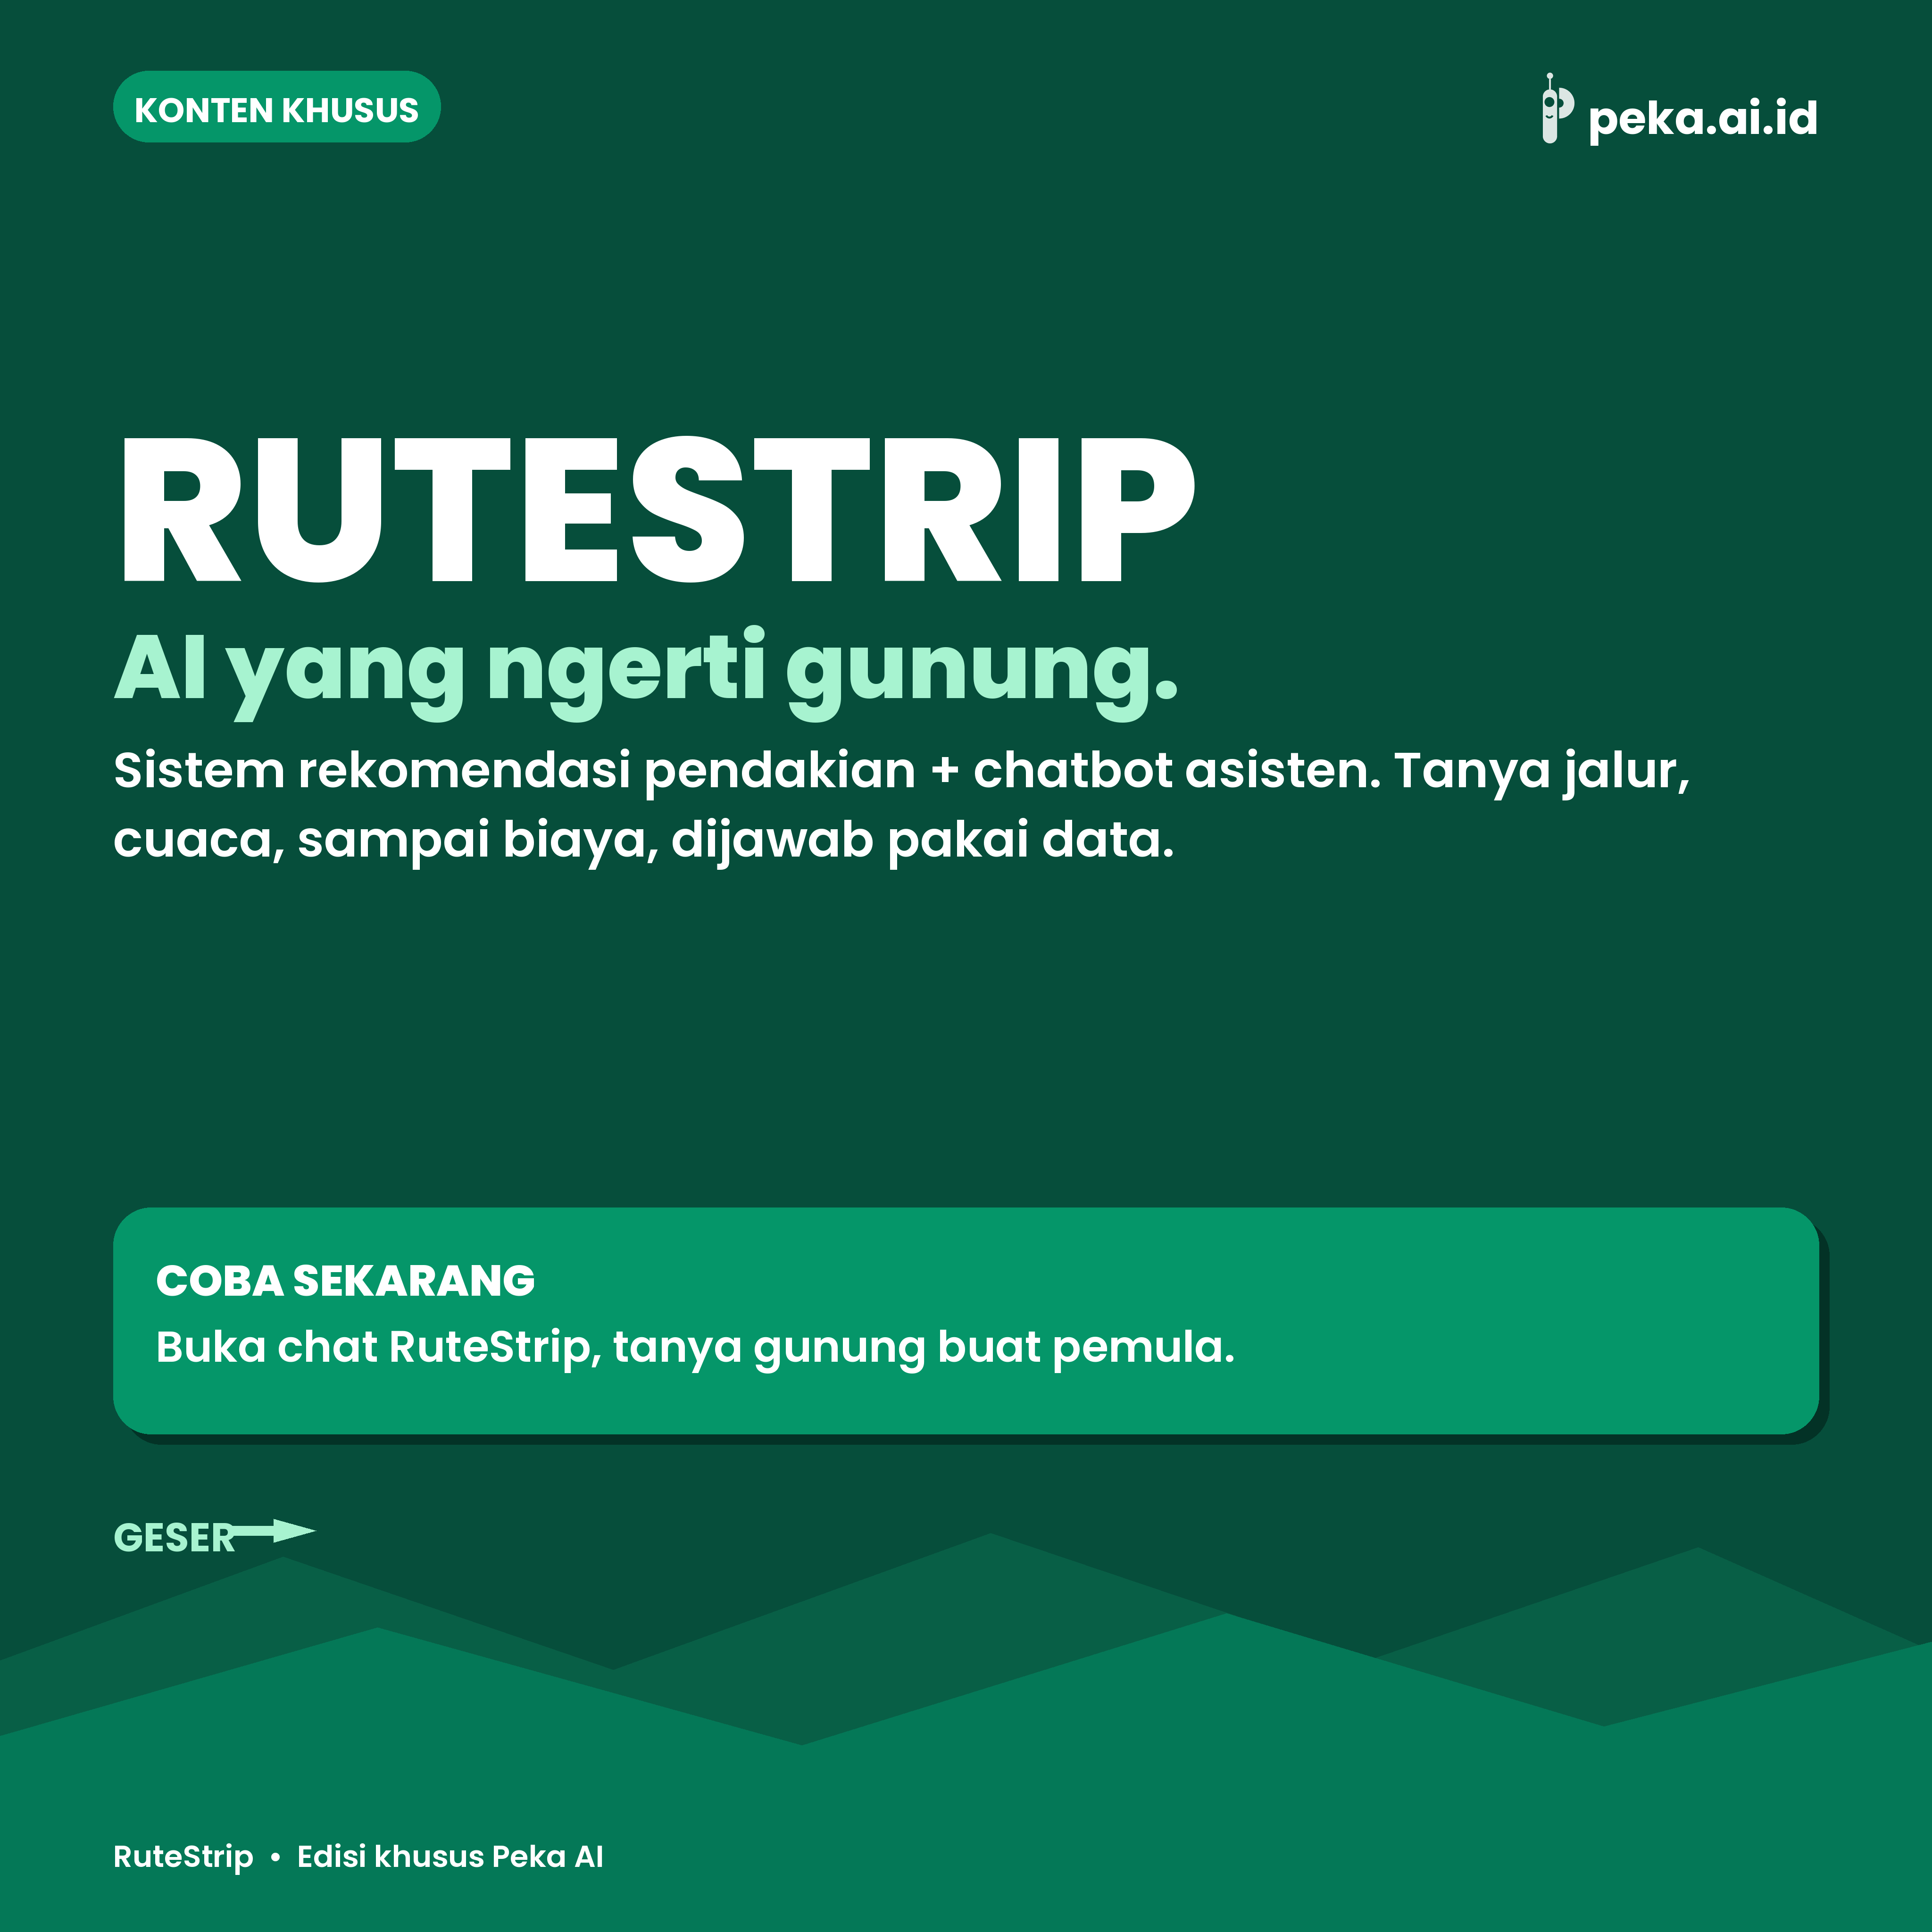 KONTEN KHUSUS
peka.ai.id
RUTESTRIP
AI yang ngerti gunung.
Sistem rekomendasi pendakian + chatbot asisten. Tanya jalur,
cuaca, sampai biaya, dijawab pakai data.
COBA SEKARANG
Buka chat RuteStrip, tanya gunung buat pemula.
GESER
RuteStrip • Edisi khusus Peka AI